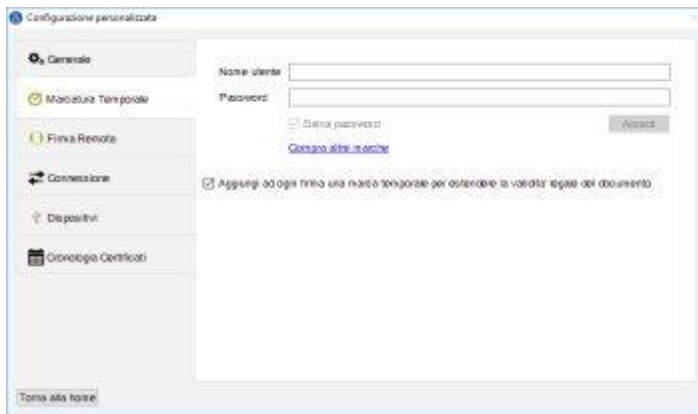 Configurazione personalizzata
Generale
Marcatura Temporale
Firma Remota
Connessione
Dispositivi
Cronologia Certificati
Nome utente
Password
Salva password
Accedi
Compra altre marche
Aggiungi ad ogni firma una marca temporale per estendere la validita' legale del documento
Torna alla home